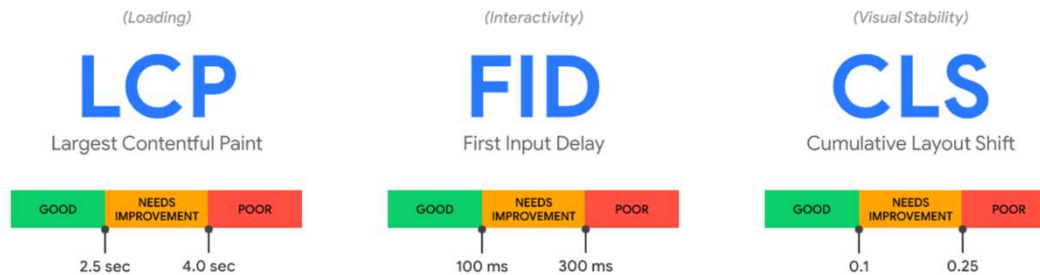 (Loading)
LCP
Largest Contentful Paint
GOOD
NEEDS
IMPROVEMENT
POOR
2.5 sec
4.0 sec
(Interactivity)
FID
First Input Delay
GOOD
NEEDS
IMPROVEMENT
POOR
100 ms
300 ms
(Visual Stability)
CLS
Cumulative Layout Shift
GOOD
NEEDS
IMPROVEMENT
POOR
0.1
0.25